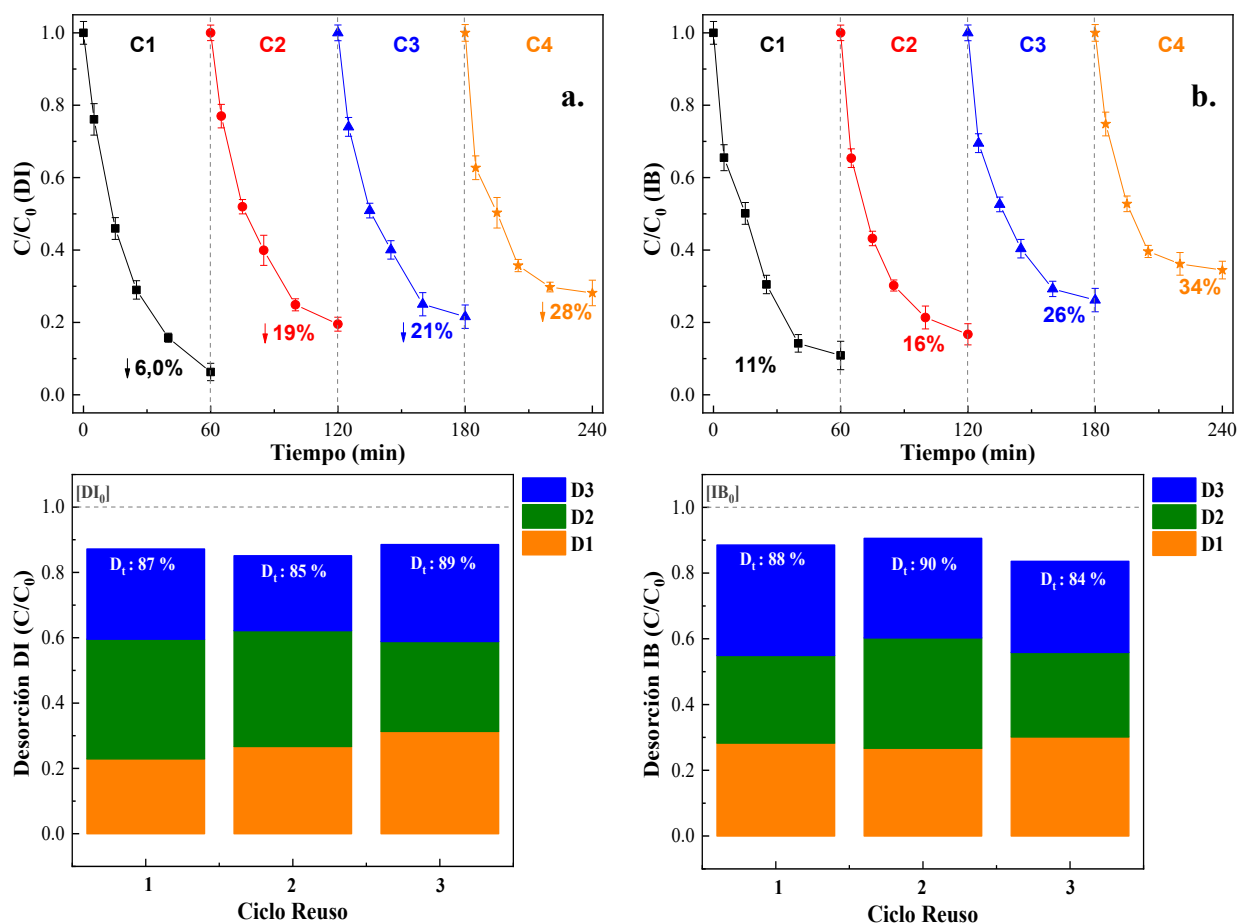 C1
C2
C3
C4
a.
1.0
0.8
0.6
0.4
0.2
0.0
C/C₀ (DI)
↓ 6,0%
↓ 19%
↓ 21%
↓ 28%
0
60
120
180
240
Tiempo (min)
C1
C2
C3
C4
b.
1.0
0.8
0.6
0.4
0.2
0.0
C/C₀ (IB)
11%
16%
26%
34%
0
60
120
180
240
Tiempo (min)
[DI₀]
D3
D2
D1
1.0
0.8
0.6
0.4
0.2
0.0
Desorción DI (C/C₀)
Dₜ : 87 %
Dₜ : 85 %
Dₜ : 89 %
1
2
3
Ciclo Reuso
[IB₀]
D3
D2
D1
1.0
0.8
0.6
0.4
0.2
0.0
Desorción IB (C/C₀)
Dₜ : 88 %
Dₜ : 90 %
Dₜ : 84 %
1
2
3
Ciclo Reuso